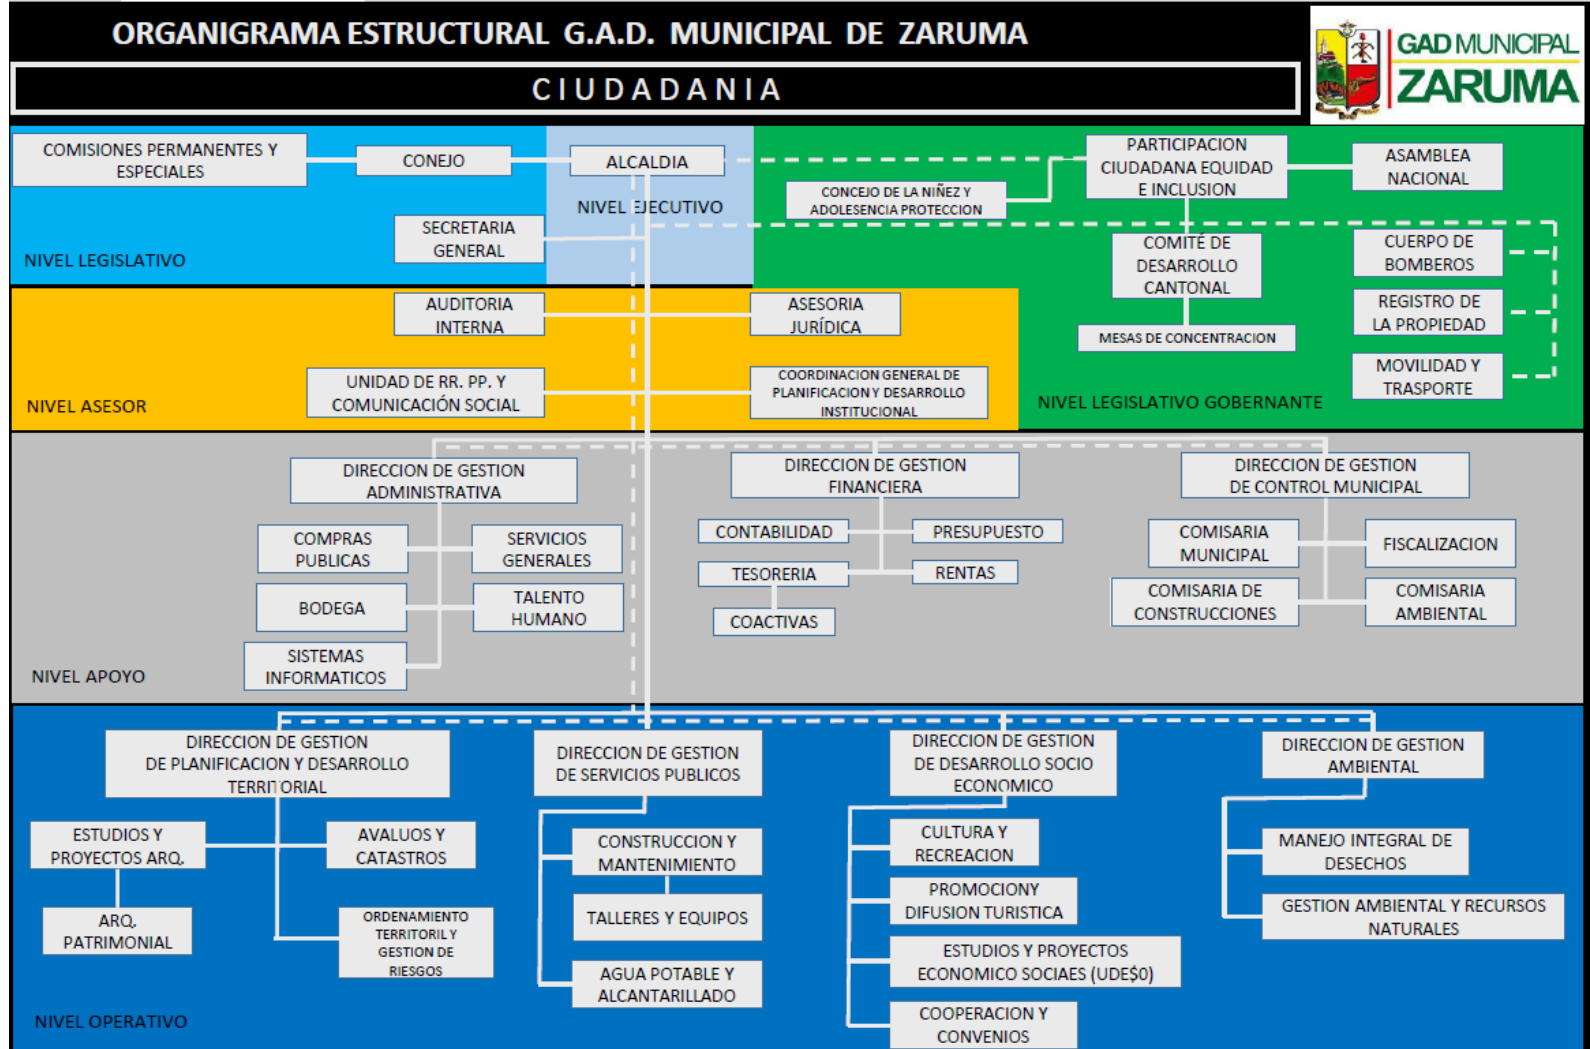 ORGANIGRAMA ESTRUCTURAL G.A.D. MUNICIPAL DE ZARUMA
GAD MUNICIPAL
ZARUMA
CIUDADANIA
COMISIONES PERMANENTES Y
ESPECIALES
CONEJO
ALCALDIA
NIVEL EJECUTIVO
SECRETARIA
GENERAL
NIVEL LEGISLATIVO
PARTICIPACION
CIUDADANA EQUIDAD
E INCLUSION
ASAMBLEA
NACIONAL
CONCEJO DE LA NIÑEZ Y
ADOLESENCIA PROTECCION
COMITÉ DE
DESARROLLO
CANTONAL
CUERPO DE
BOMBEROS
REGISTRO DE
LA PROPIEDAD
MESAS DE CONCENTRACION
MOVILIDAD Y
TRASPORTE
NIVEL LEGISLATIVO GOBERNANTE
AUDITORIA
INTERNA
ASESORIA
JURÍDICA
UNIDAD DE RR. PP. Y
COMUNICACIÓN SOCIAL
COORDINACION GENERAL DE
PLANIFICACION Y DESARROLLO
INSTITUCIONAL
NIVEL ASESOR
DIRECCION DE GESTION
ADMINISTRATIVA
DIRECCION DE GESTION
FINANCIERA
DIRECCION DE GESTION
DE CONTROL MUNICIPAL
COMPRAS
PUBLICAS
SERVICIOS
GENERALES
BODEGA
TALENTO
HUMANO
SISTEMAS
INFORMATICOS
CONTABILIDAD
PRESUPUESTO
TESORERIA
RENTAS
COACTIVAS
COMISARIA
MUNICIPAL
FISCALIZACION
COMISARIA DE
CONSTRUCCIONES
COMISARIA
AMBIENTAL
NIVEL APOYO
DIRECCION DE GESTION
DE PLANIFICACION Y DESARROLLO
TERRITORIAL
DIRECCION DE GESTION
DE SERVICIOS PUBLICOS
DIRECCION DE GESTION
DE DESARROLLO SOCIO
ECONOMICO
DIRECCION DE GESTION
AMBIENTAL
ESTUDIOS Y
PROYECTOS ARQ.
AVALUOS Y
CATASTROS
ARQ.
PATRIMONIAL
ORDENAMIENTO
TERRITORIL Y
GESTION DE
RIESGOS
CONSTRUCCION Y
MANTENIMIENTO
TALLERES Y EQUIPOS
AGUA POTABLE Y
ALCANTARILLADO
CULTURA Y
RECREACION
PROMOCIONY
DIFUSION TURISTICA
ESTUDIOS Y PROYECTOS
ECONOMICO SOCIAES (UDE$0)
COOPERACION Y
CONVENIOS
MANEJO INTEGRAL DE
DESECHOS
GESTION AMBIENTAL Y RECURSOS
NATURALES
NIVEL OPERATIVO